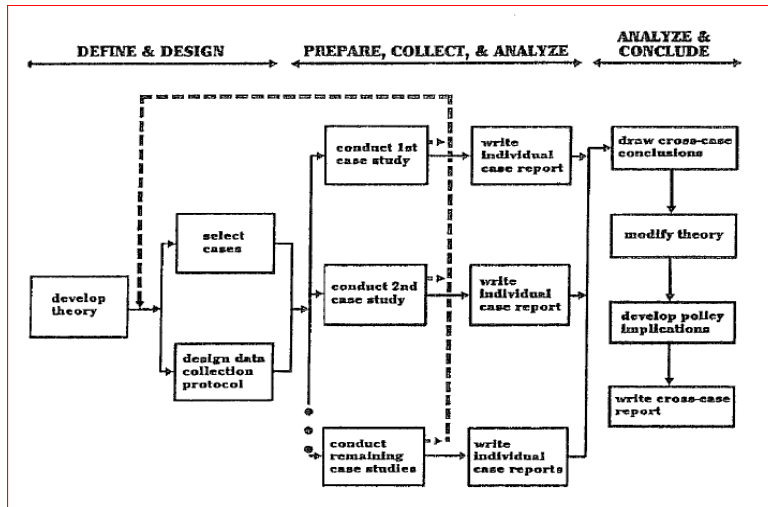 DEFINE & DESIGN
PREPARE, COLLECT, & ANALYZE
ANALYZE &
CONCLUDE
conduct 1st
case study
write
individual
case report
draw cross-case
conclusions
select
cases
modify theory
develop
theory
conduct 2nd
case study
write
individual
case report
develop policy
implications
design data
collection
protocol
write cross-case
report
conduct
remaining
case studies
write
individual
case reports